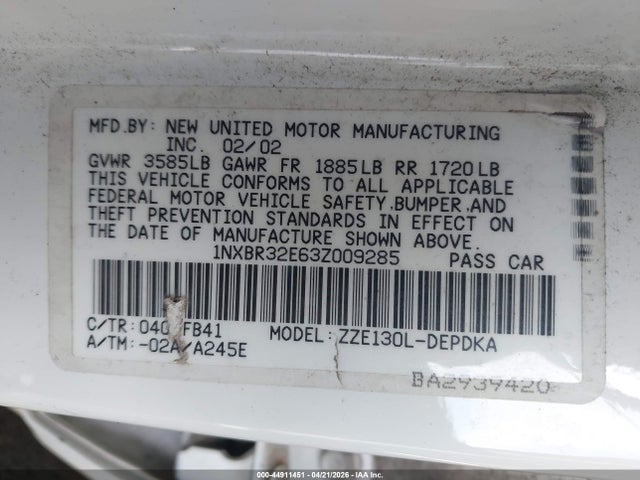 MFD.BY: NEW UNITED MOTOR MANUFACTURING
INC. 02/02
GVWR 3585LB GAWR FR 1885LB RR 1720LB
THIS VEHICLE CONFORMS TO ALL APPLICABLE
FEDERAL MOTOR VEHICLE SAFETY,BUMPER,AND
THEFT PREVENTION STANDARDS IN EFFECT ON
THE DATE OF MANUFACTURE SHOWN ABOVE.
1NXBR32E63Z009285 PASS CAR
C/TR: FB41 MODEL: ZZE130L-DEPDKA
A/TM: -02A/A245E
BA2939420
000-44911451 - 04/21/2026 - IAA INC.